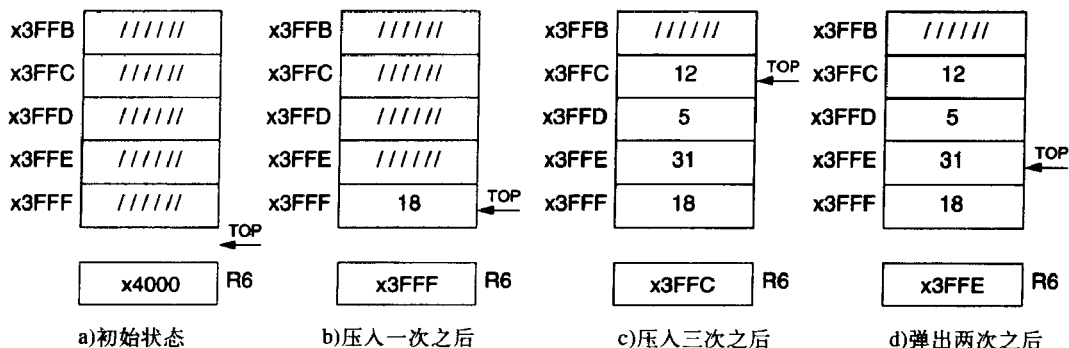 x3FFB //////
x3FFC //////
x3FFD //////
x3FFE //////
x3FFF //////
TOP
x4000 R6
a)初始状态
x3FFB //////
x3FFC //////
x3FFD //////
x3FFE //////
x3FFF 18 TOP
x3FFF R6
b)压入一次之后
x3FFB //////
x3FFC 12 TOP
x3FFD 5
x3FFE 31
x3FFF 18
x3FFC R6
c)压入三次之后
x3FFB //////
x3FFC 12
x3FFD 5
x3FFE 31 TOP
x3FFF 18
x3FFE R6
d)弹出两次之后